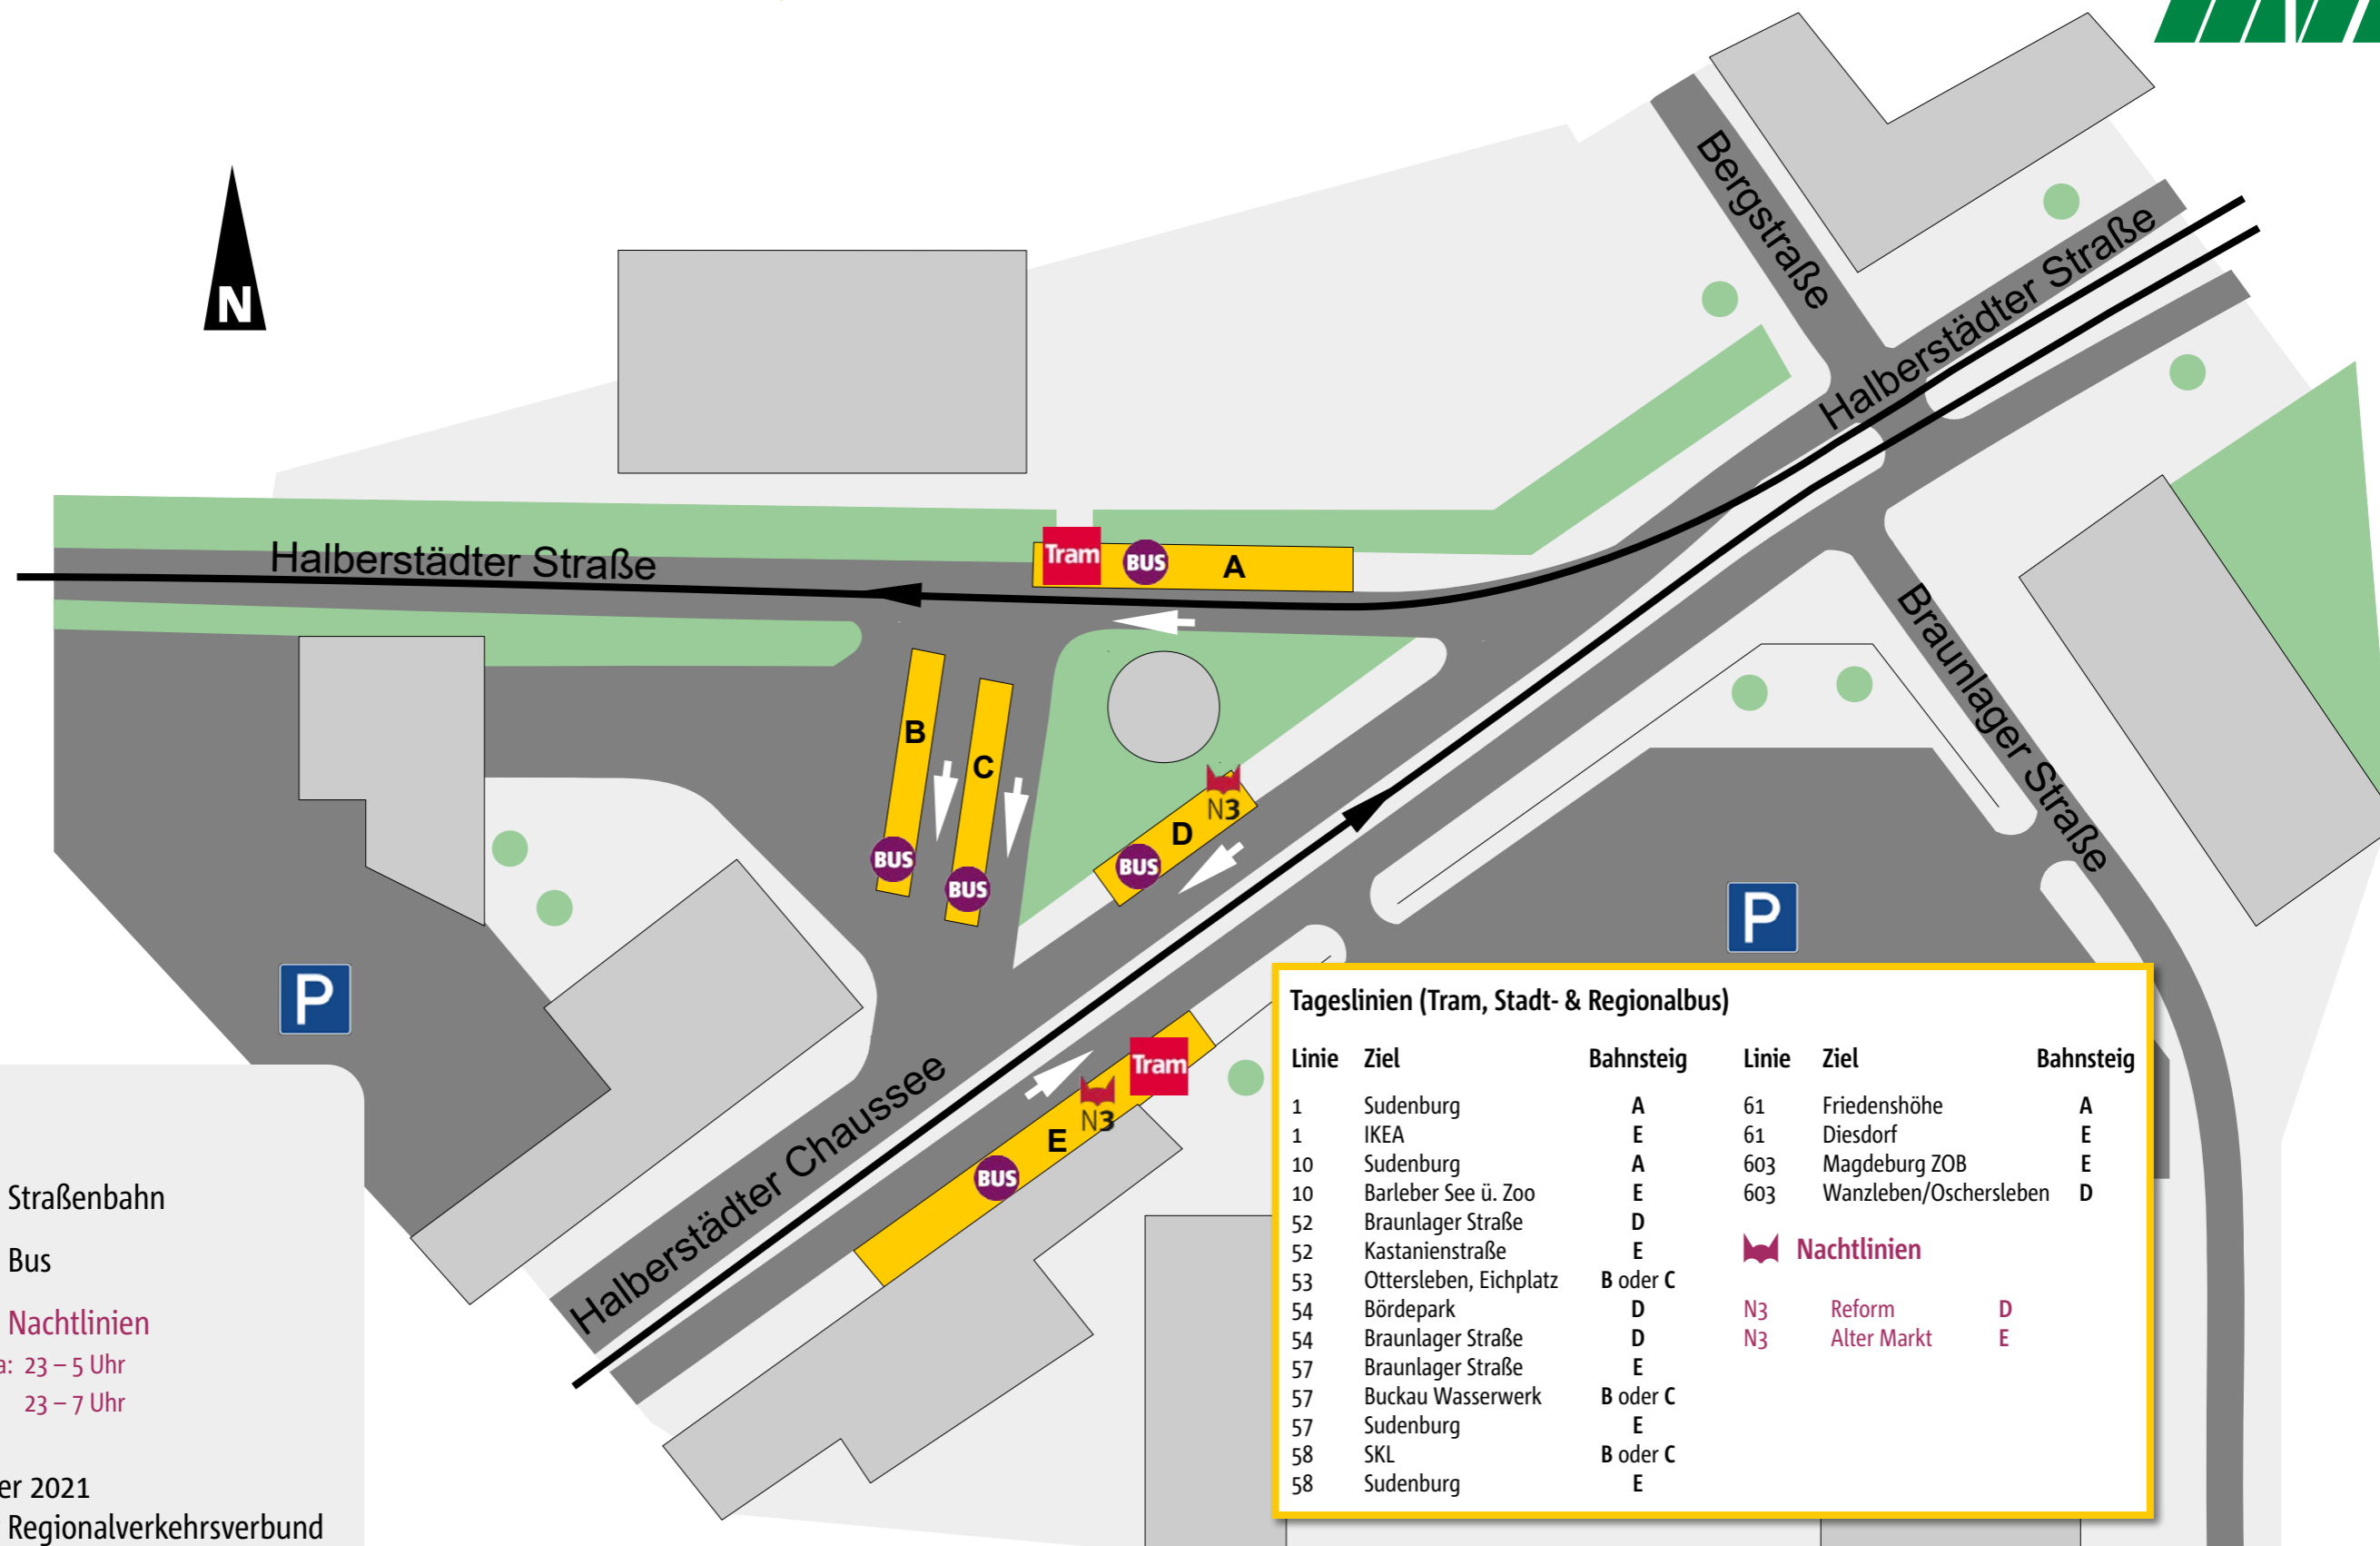 N
Bergstraße
Halberstädter Straße
Halberstädter Straße
Tram BUS A
B
C
BUS
BUS
N3
D
BUS
Braunlager Straße
P
P
Tram
N3
E
BUS
Halberstädter Chaussee
Straßenbahn
Bus
Nachtlinien
23 – 5 Uhr
23 – 7 Uhr
2021
Regionalverkehrsverbund
Tageslinien (Tram, Stadt- & Regionalbus)
Linie Ziel Bahnsteig Linie Ziel Bahnsteig
1 Sudenburg A 61 Friedenshöhe A
1 IKEA E 61 Diesdorf E
10 Sudenburg A 603 Magdeburg ZOB E
10 Barleber See ü. Zoo E 603 Wanzleben/Oschersleben D
52 Braunlager Straße D
52 Kastanienstraße E Nachtlinien
53 Ottersleben, Eichplatz B oder C
54 Bördepark D N3 Reform D
54 Braunlager Straße D N3 Alter Markt E
57 Braunlager Straße E
57 Buckau Wasserwerk B oder C
57 Sudenburg E
58 SKL B oder C
58 Sudenburg E